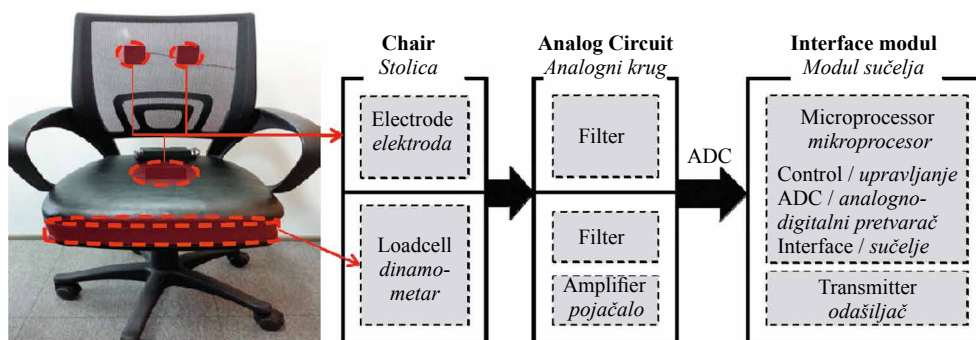 Chair
Stolica
Electrode
elektroda
Loadcell
dinamo-
metar
Analog Circuit
Analogni krug
Filter
Filter
Amplifier
pojačalo
ADC
Interface modul
Modul sučelja
Microprocessor
mikroprocesor
Control / upravljanje
ADC / analogno-
digitalni pretvarač
Interface / sučelje
Transmitter
odašiljač